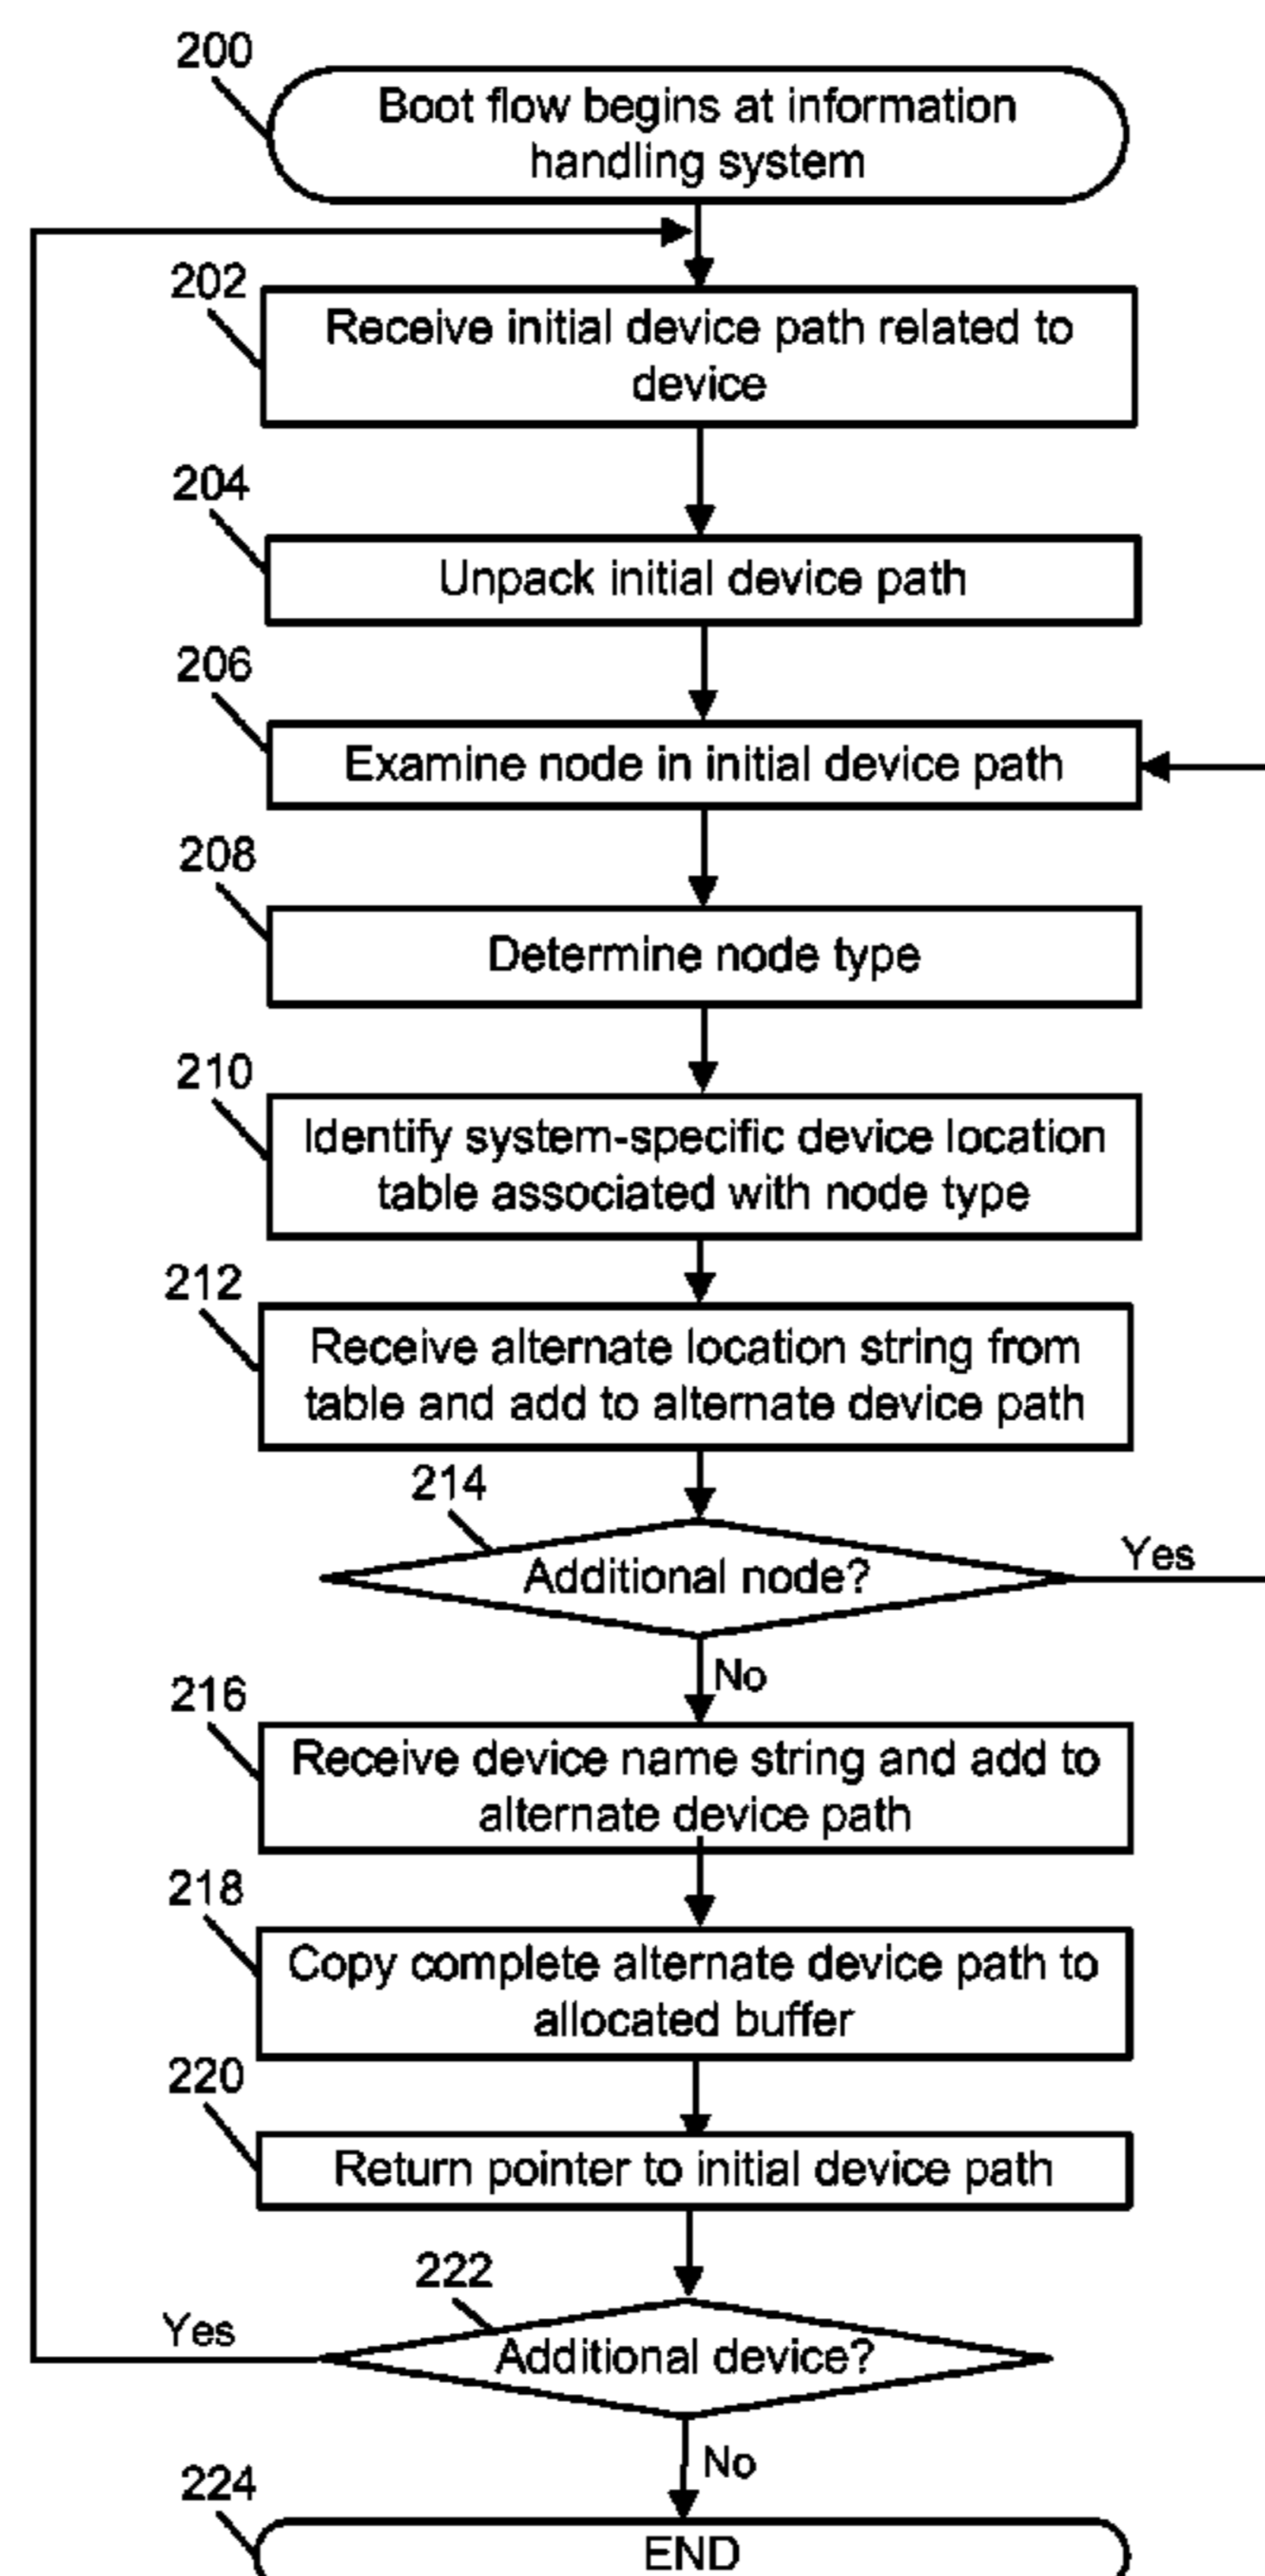 200
Boot flow begins at information
handling system
202
Receive initial device path related to
device
204
Unpack initial device path
206
Examine node in initial device path
208
Determine node type
210
Identify system-specific device location
table associated with node type
212
Receive alternate location string from
table and add to alternate device path
214
Additional node?
Yes
No
216
Receive device name string and add to
alternate device path
218
Copy complete alternate device path to
allocated buffer
220
Return pointer to initial device path
222
Yes
Additional device?
No
224
END